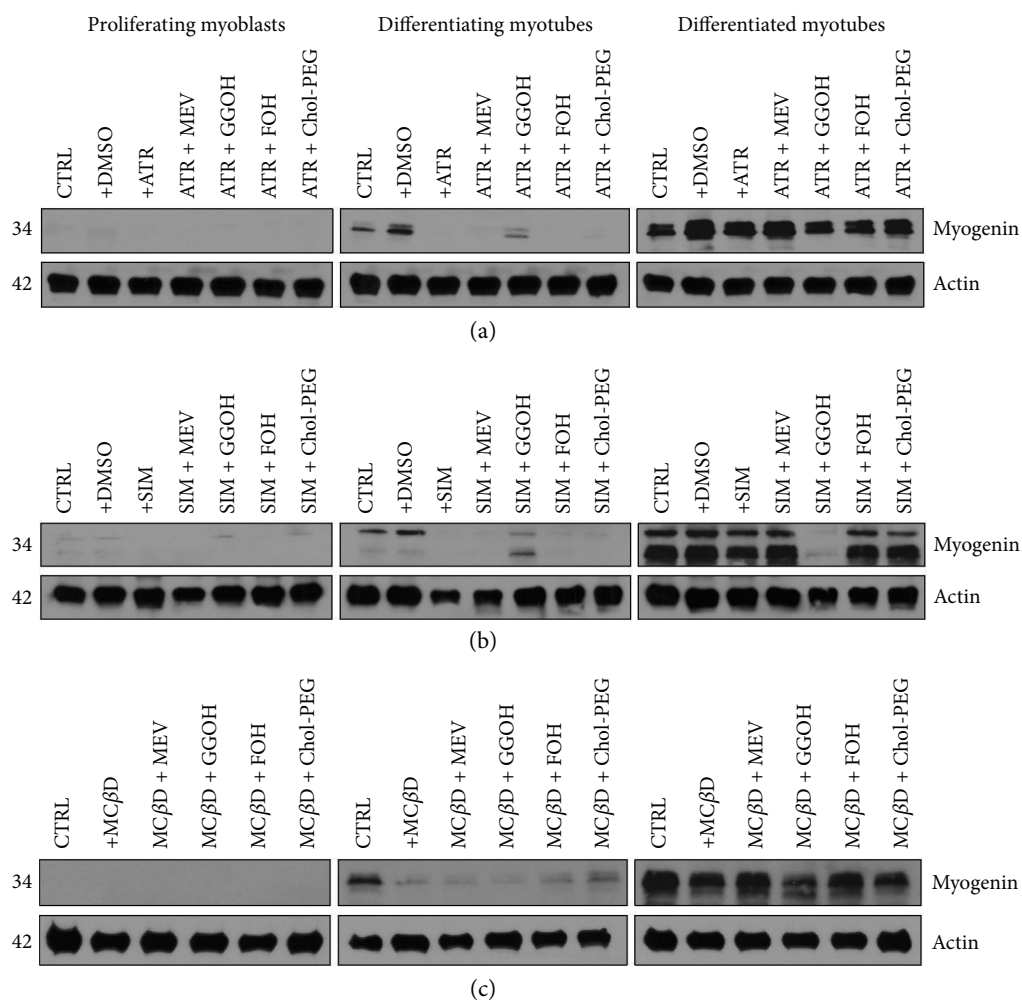 Proliferating myoblasts
Differentiating myotubes
Differentiated myotubes
CTRL
+DMSO
+ATR
ATR + MEV
ATR + GGOH
ATR + FOH
ATR + Chol-PEG
CTRL
+DMSO
+ATR
ATR + MEV
ATR + GGOH
ATR + FOH
ATR + Chol-PEG
CTRL
+DMSO
+ATR
ATR + MEV
ATR + GGOH
ATR + FOH
ATR + Chol-PEG
34
Myogenin
42
Actin
(a)
CTRL
+DMSO
+SIM
SIM + MEV
SIM + GGOH
SIM + FOH
SIM + Chol-PEG
CTRL
+DMSO
+SIM
SIM + MEV
SIM + GGOH
SIM + FOH
SIM + Chol-PEG
CTRL
+DMSO
+SIM
SIM + MEV
SIM + GGOH
SIM + FOH
SIM + Chol-PEG
34
Myogenin
42
Actin
(b)
CTRL
+MCβD
MCβD + MEV
MCβD + GGOH
MCβD + FOH
MCβD + Chol-PEG
CTRL
+MCβD
MCβD + MEV
MCβD + GGOH
MCβD + FOH
MCβD + Chol-PEG
CTRL
+MCβD
MCβD + MEV
MCβD + GGOH
MCβD + FOH
MCβD + Chol-PEG
34
Myogenin
42
Actin
(c)